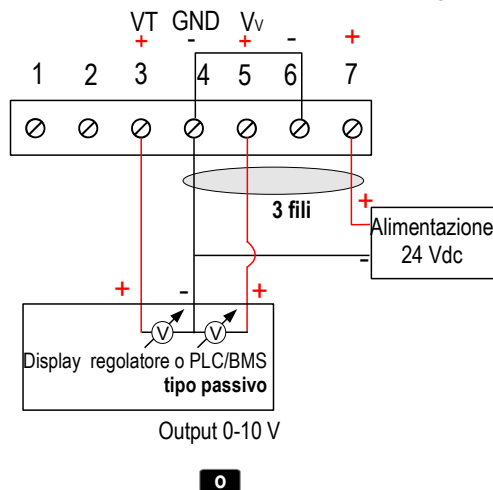 VT GND Vv
+ - + - +
1 2 3 4 5 6 7
3 fili
+
Alimentazione
24 Vdc
-
+ - +
V V
Display regolatore o PLC/BMS
tipo passivo
Output 0-10 V
o